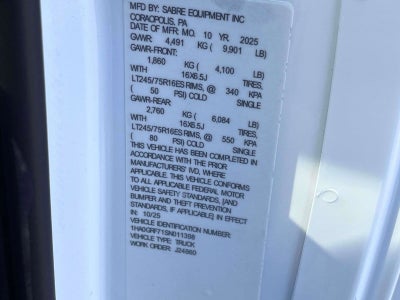 MFD BY: SABRE EQUIPMENT INC
CORAOPOLIS, PA
DATE OF MFR: MO. 10 YR. 2025
GVWR: 4,491 KG ( 9,901 LB)
GAWR-FRONT:
1,860 KG ( 4,100 LB)
WITH TIRES,
LT245/75R16ES RIMS, @ 340 KPA
16X6.5J
( 50 PSI) COLD SINGLE
GAWR-REAR:
2,760 KG ( 6,084 LB)
WITH TIRES,
LT245/75R16ES RIMS, @ 550 KPA
16X6.5J
( 80 PSI) COLD SINGLE
THIS VEHICLE HAS BEEN COMPLETED IN
ACCORDANCE WITH THE PRIOR
MANUFACTURERS' IVD, WHERE
APPLICABLE. THIS VEHICLE CONFORMS
TO ALL APPLICABLE FEDERAL MOTOR
VEHICLE SAFETY STANDARDS, [AND
BUMPER AND THEFT PREVENTION
STANDARDS, IF APPLICABLE] IN EFFECT
IN: 10/25
VEHICLE IDENTIFICATION NUMBER:
VEHICLE TYPE: TRUCK
WORK ORDER: